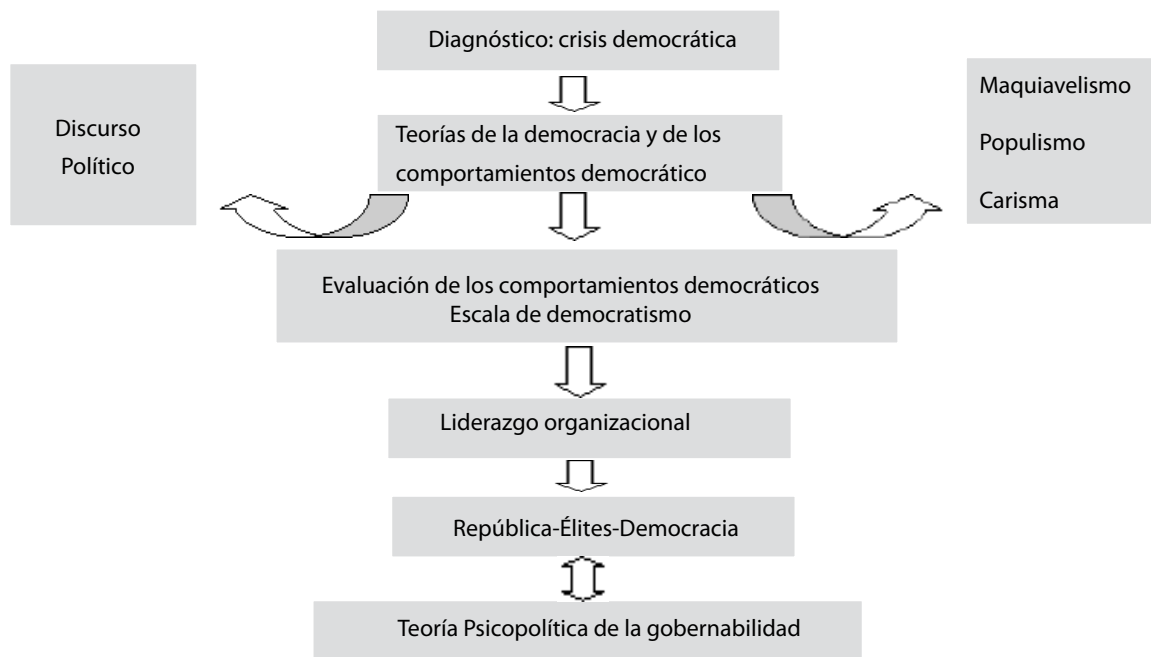 Diagnóstico: crisis democrática
Discurso
Político
Teorías de la democracia y de los
comportamientos democrático
Maquiavelismo
Populismo
Carisma
Evaluación de los comportamientos democráticos
Escala de democratismo
Liderazgo organizacional
República-Élites-Democracia
Teoría Psicopolítica de la gobernabilidad